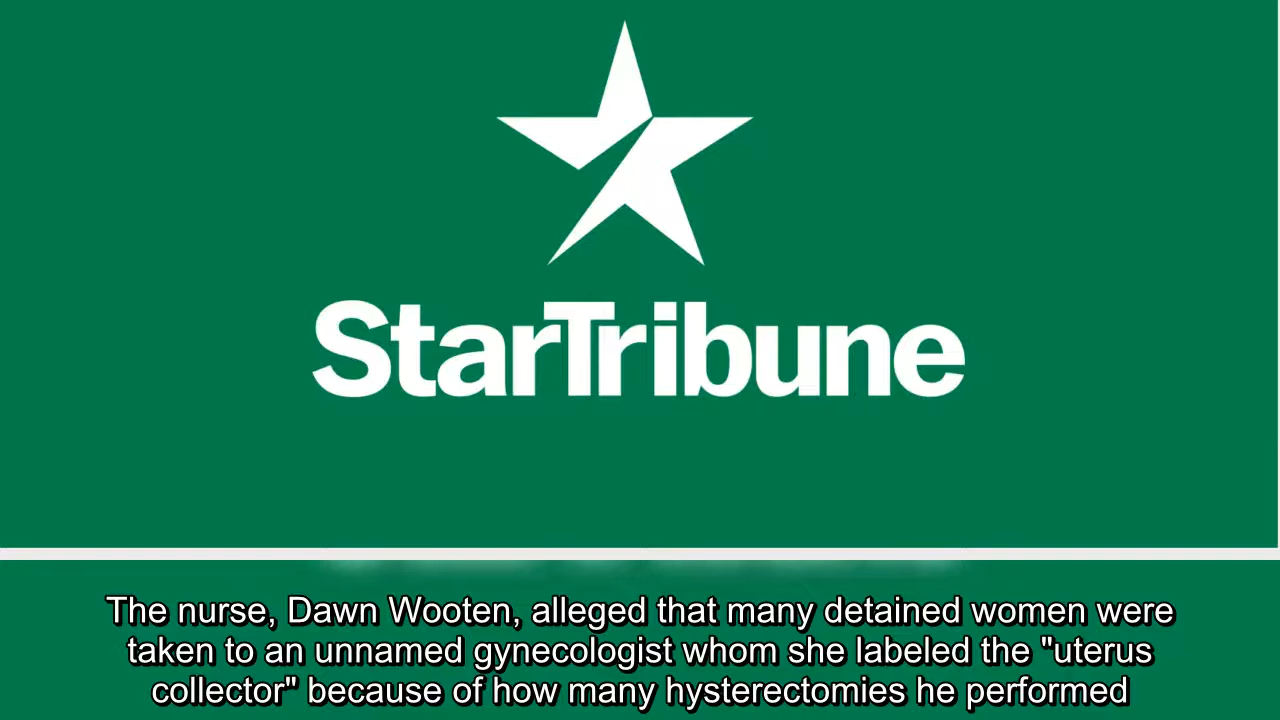 StarTribune
The nurse, Dawn Wooten, alleged that many detained women were
taken to an unnamed gynecologist whom she labeled the "uterus
collector" because of how many hysterectomies he performed